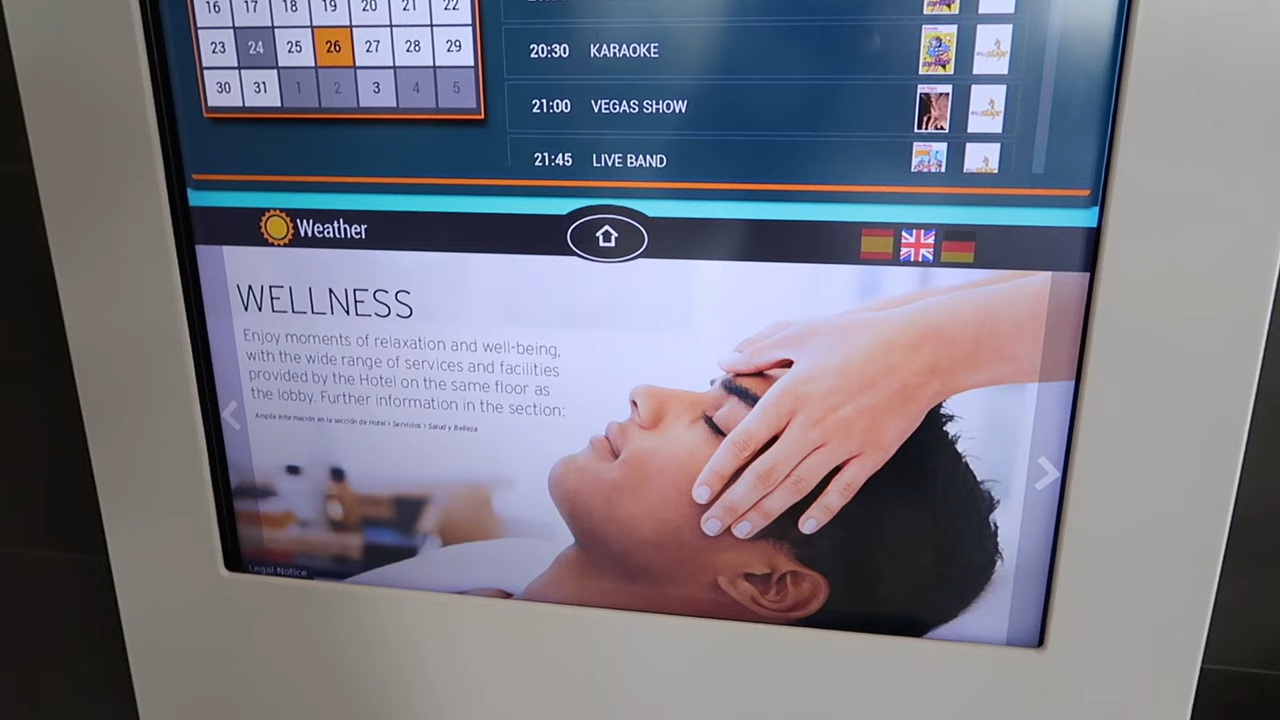 16 17 18 19 20 21 22
23 24 25 26 27 28 29
30 31 1 2 3 4 5
20:30 KARAOKE
21:00 VEGAS SHOW
21:45 LIVE BAND
Weather
WELLNESS
Enjoy moments of relaxation and well-being,
with the wide range of services and facilities
provided by the Hotel on the same floor as
the lobby. Further information in the section:
Amplíe información en la sección de Hotel > Servicios > Salud y Belleza
Legal Notice